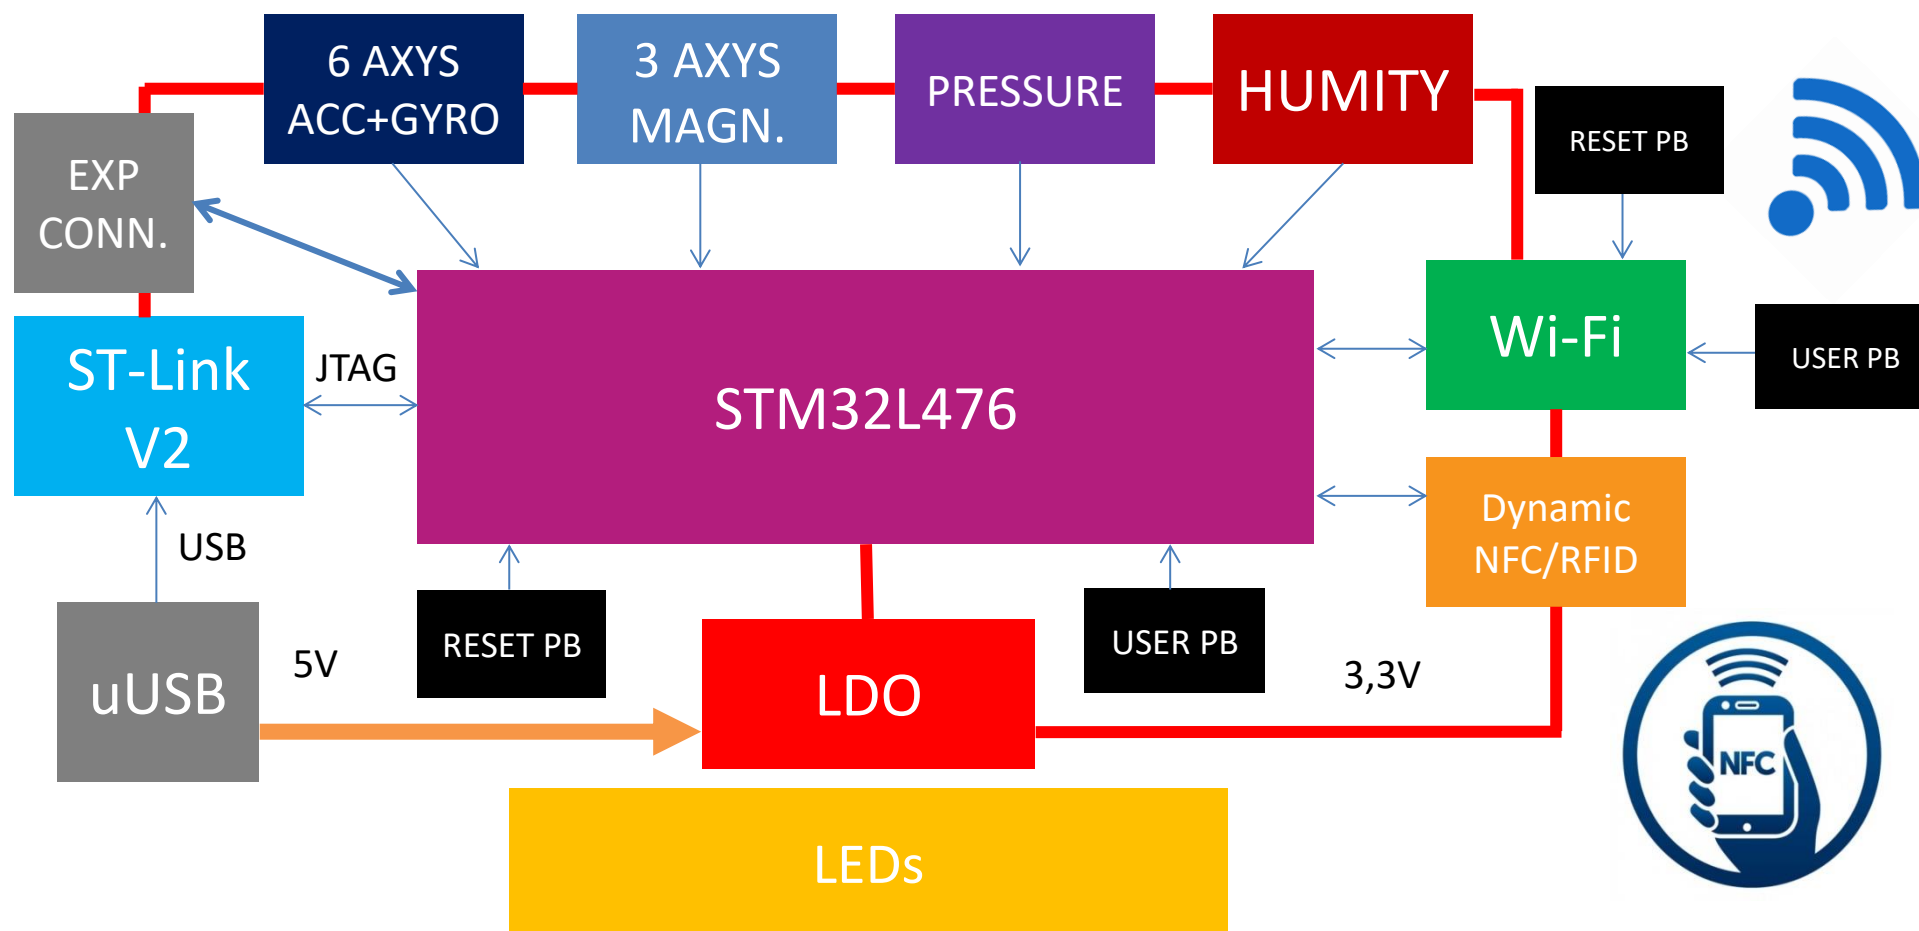 6 AXYS
ACC+GYRO
3 AXYS
MAGN.
PRESSURE
HUMITY
RESET PB
EXP
CONN.
Wi-Fi
USER PB
ST-Link
V2
JTAG
STM32L476
Dynamic
NFC/RFID
USB
uUSB
5V
RESET PB
LDO
USER PB
3,3V
NFC
LEDs